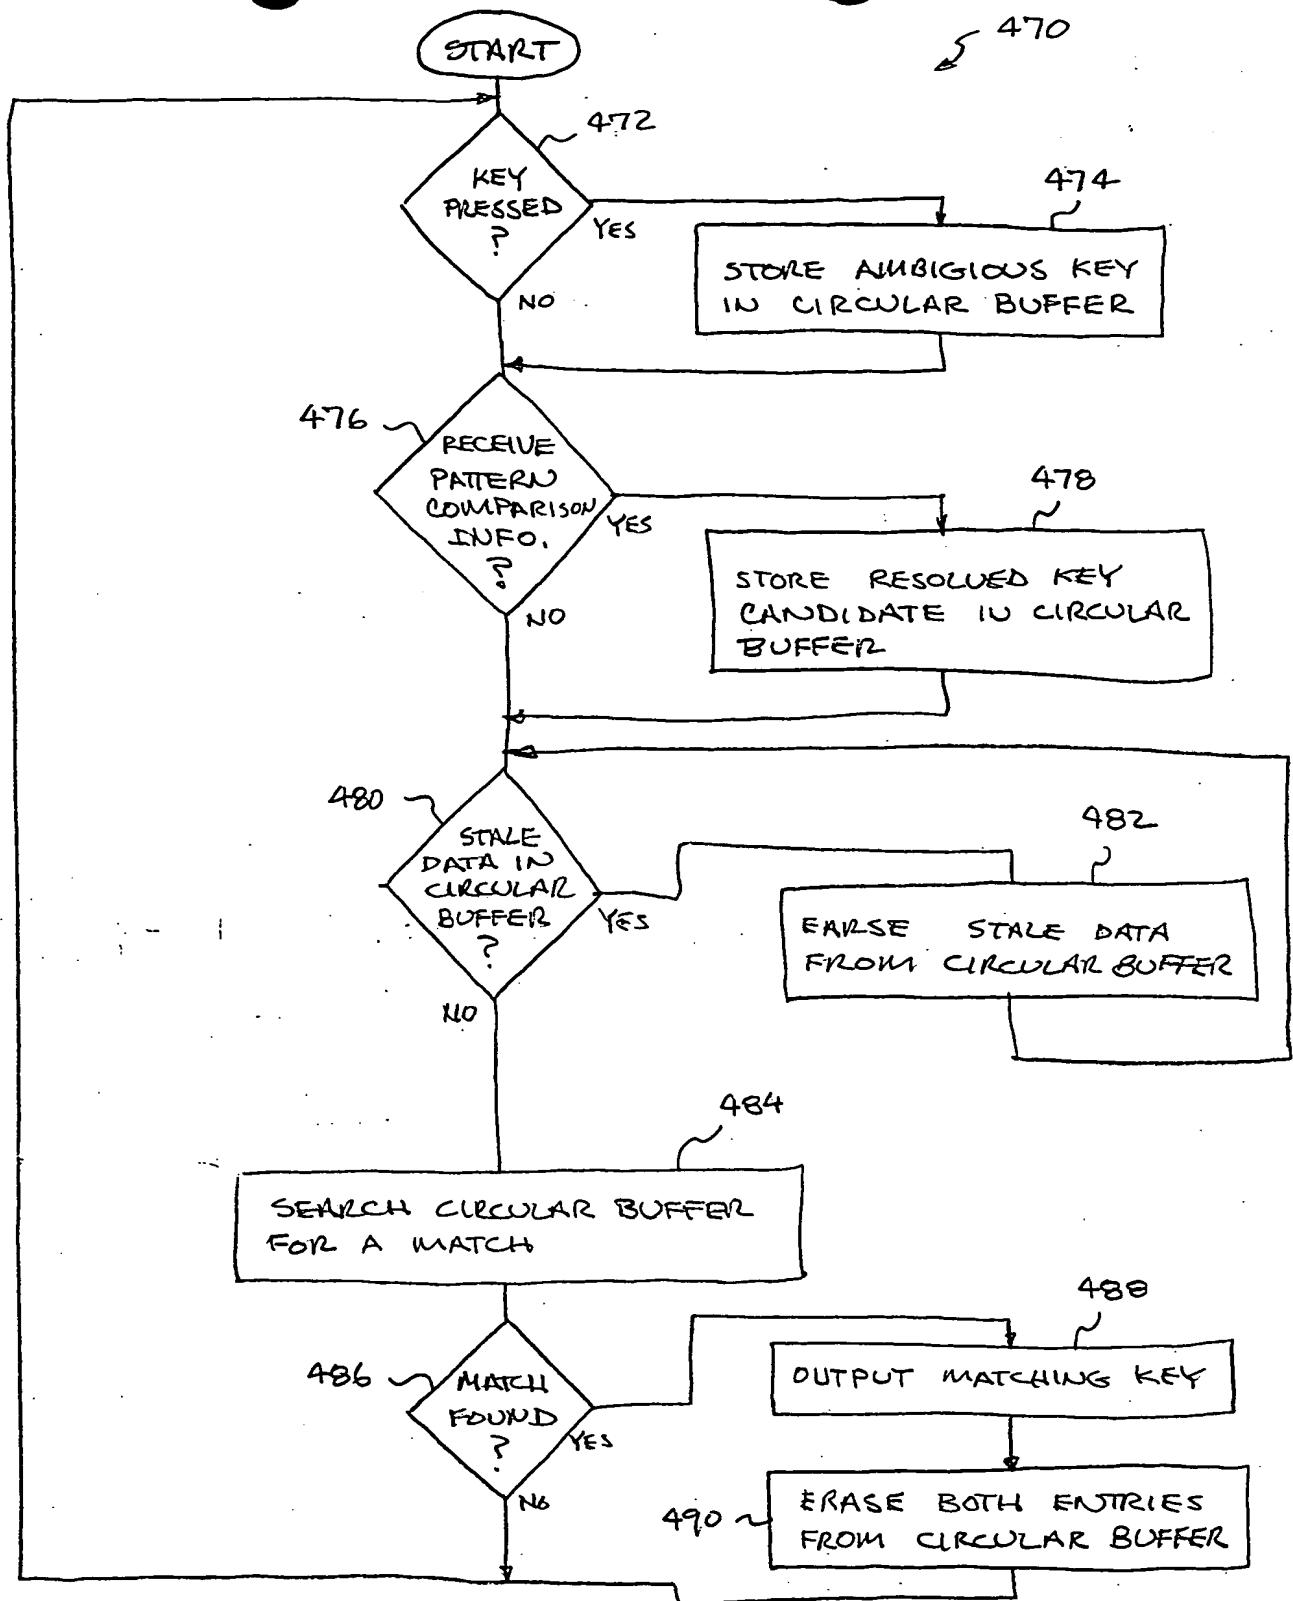 START
470
472
KEY
PRESSED
?
YES
NO
474
STORE AMBIGIOUS KEY
IN CIRCULAR BUFFER
476
RECEIVE
PATTERN
COMPARISON
INFO.
?
YES
NO
478
STORE RESOLVED KEY
CANDIDATE IN CIRCULAR
BUFFER
480
STALE
DATA IN
CIRCULAR
BUFFER
?
YES
NO
482
EARSE STALE DATA
FROM CIRCULAR BUFFER
484
SEARCH CIRCULAR BUFFER
FOR A MATCH
486
MATCH
FOUND
?
YES
NO
488
OUTPUT MATCHING KEY
490
ERASE BOTH ENTRIES
FROM CIRCULAR BUFFER